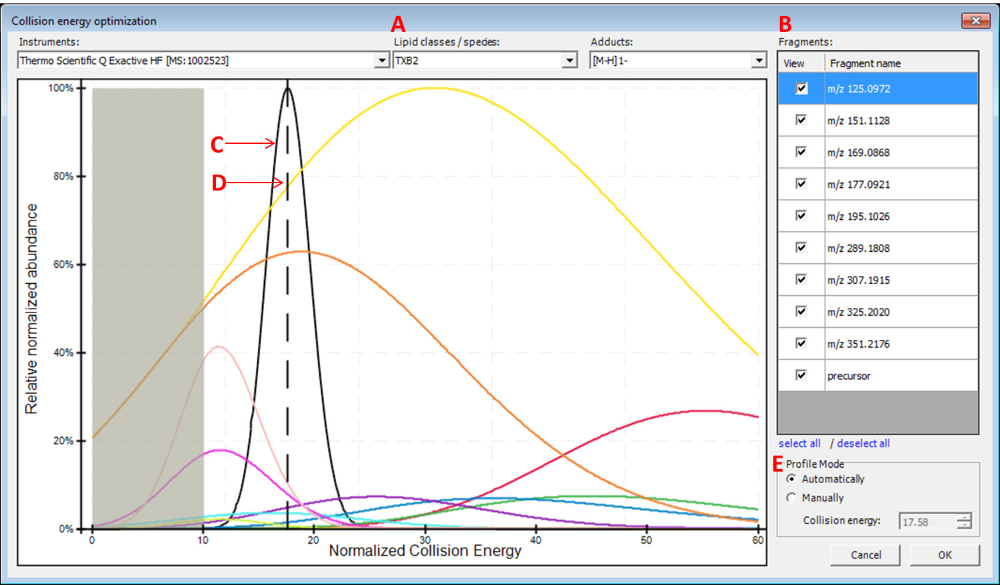 Collision energy optimization
A
B
Instruments:
Lipid classes / species:
Adducts:
Fragments:
Thermo Scientific Q Exactive HF [MS:1002523]
TXB2
[M-H]1-
View
Fragment name
m/z 125.0972
m/z 151.1128
m/z 169.0868
m/z 177.0921
m/z 195.1026
m/z 289.1808
m/z 307.1915
m/z 325.2020
m/z 351.2176
precursor
select all / deselect all
Relative normalized abundance
100%
80%
60%
40%
20%
0%
C
D
0
10
20
30
40
50
60
Normalized Collision Energy
E
Profile Mode
Automatically
Manually
Collision energy:
17.58
Cancel
OK